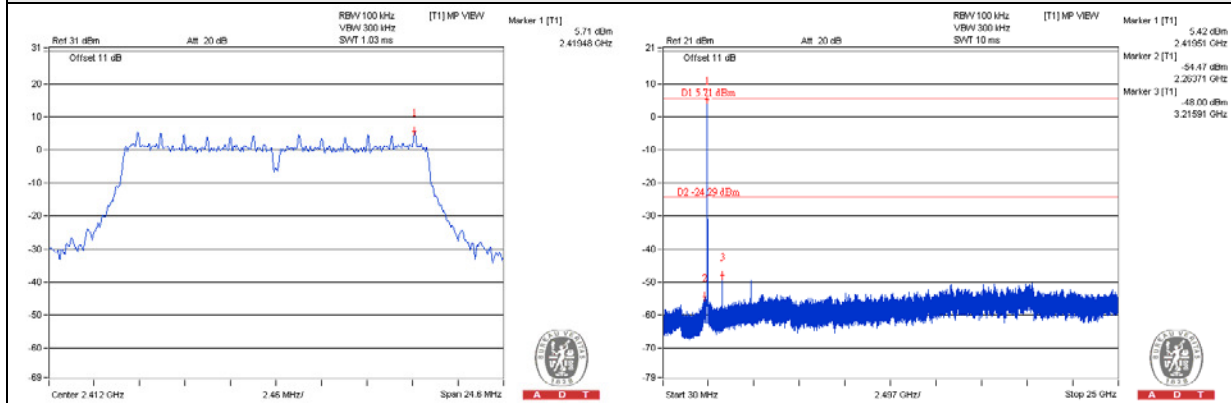 RBW 100 kHz [T1] MP VIEW
VBW 300 kHz
Ref 31 dBm Att 20 dB SWT 1.03 ms
Marker 1 [T1]
5.71 dBm
2.41948 GHz
31
Offset 11 dB
20
10
0
-10
-20
-30
-40
-50
-60
-69
1
Center 2.412 GHz 2.46 MHz/ Span 24.6 MHz
BUREAU VERITAS
1828
A D T
RBW 100 kHz [T1] MP VIEW
VBW 300 kHz
Ref 21 dBm Att 20 dB SWT 10 ms
Marker 1 [T1]
5.42 dBm
2.41951 GHz
Marker 2 [T1]
-54.47 dBm
2.26371 GHz
Marker 3 [T1]
-48.00 dBm
3.21591 GHz
21
Offset 11 dB
10
0
-10
-20
-30
-40
-50
-60
-70
-79
1
D1 5.71 dBm
D2 -24.29 dBm
2
3
Start 30 MHz 2.497 GHz/ Stop 25 GHz
BUREAU VERITAS
1828
A D T